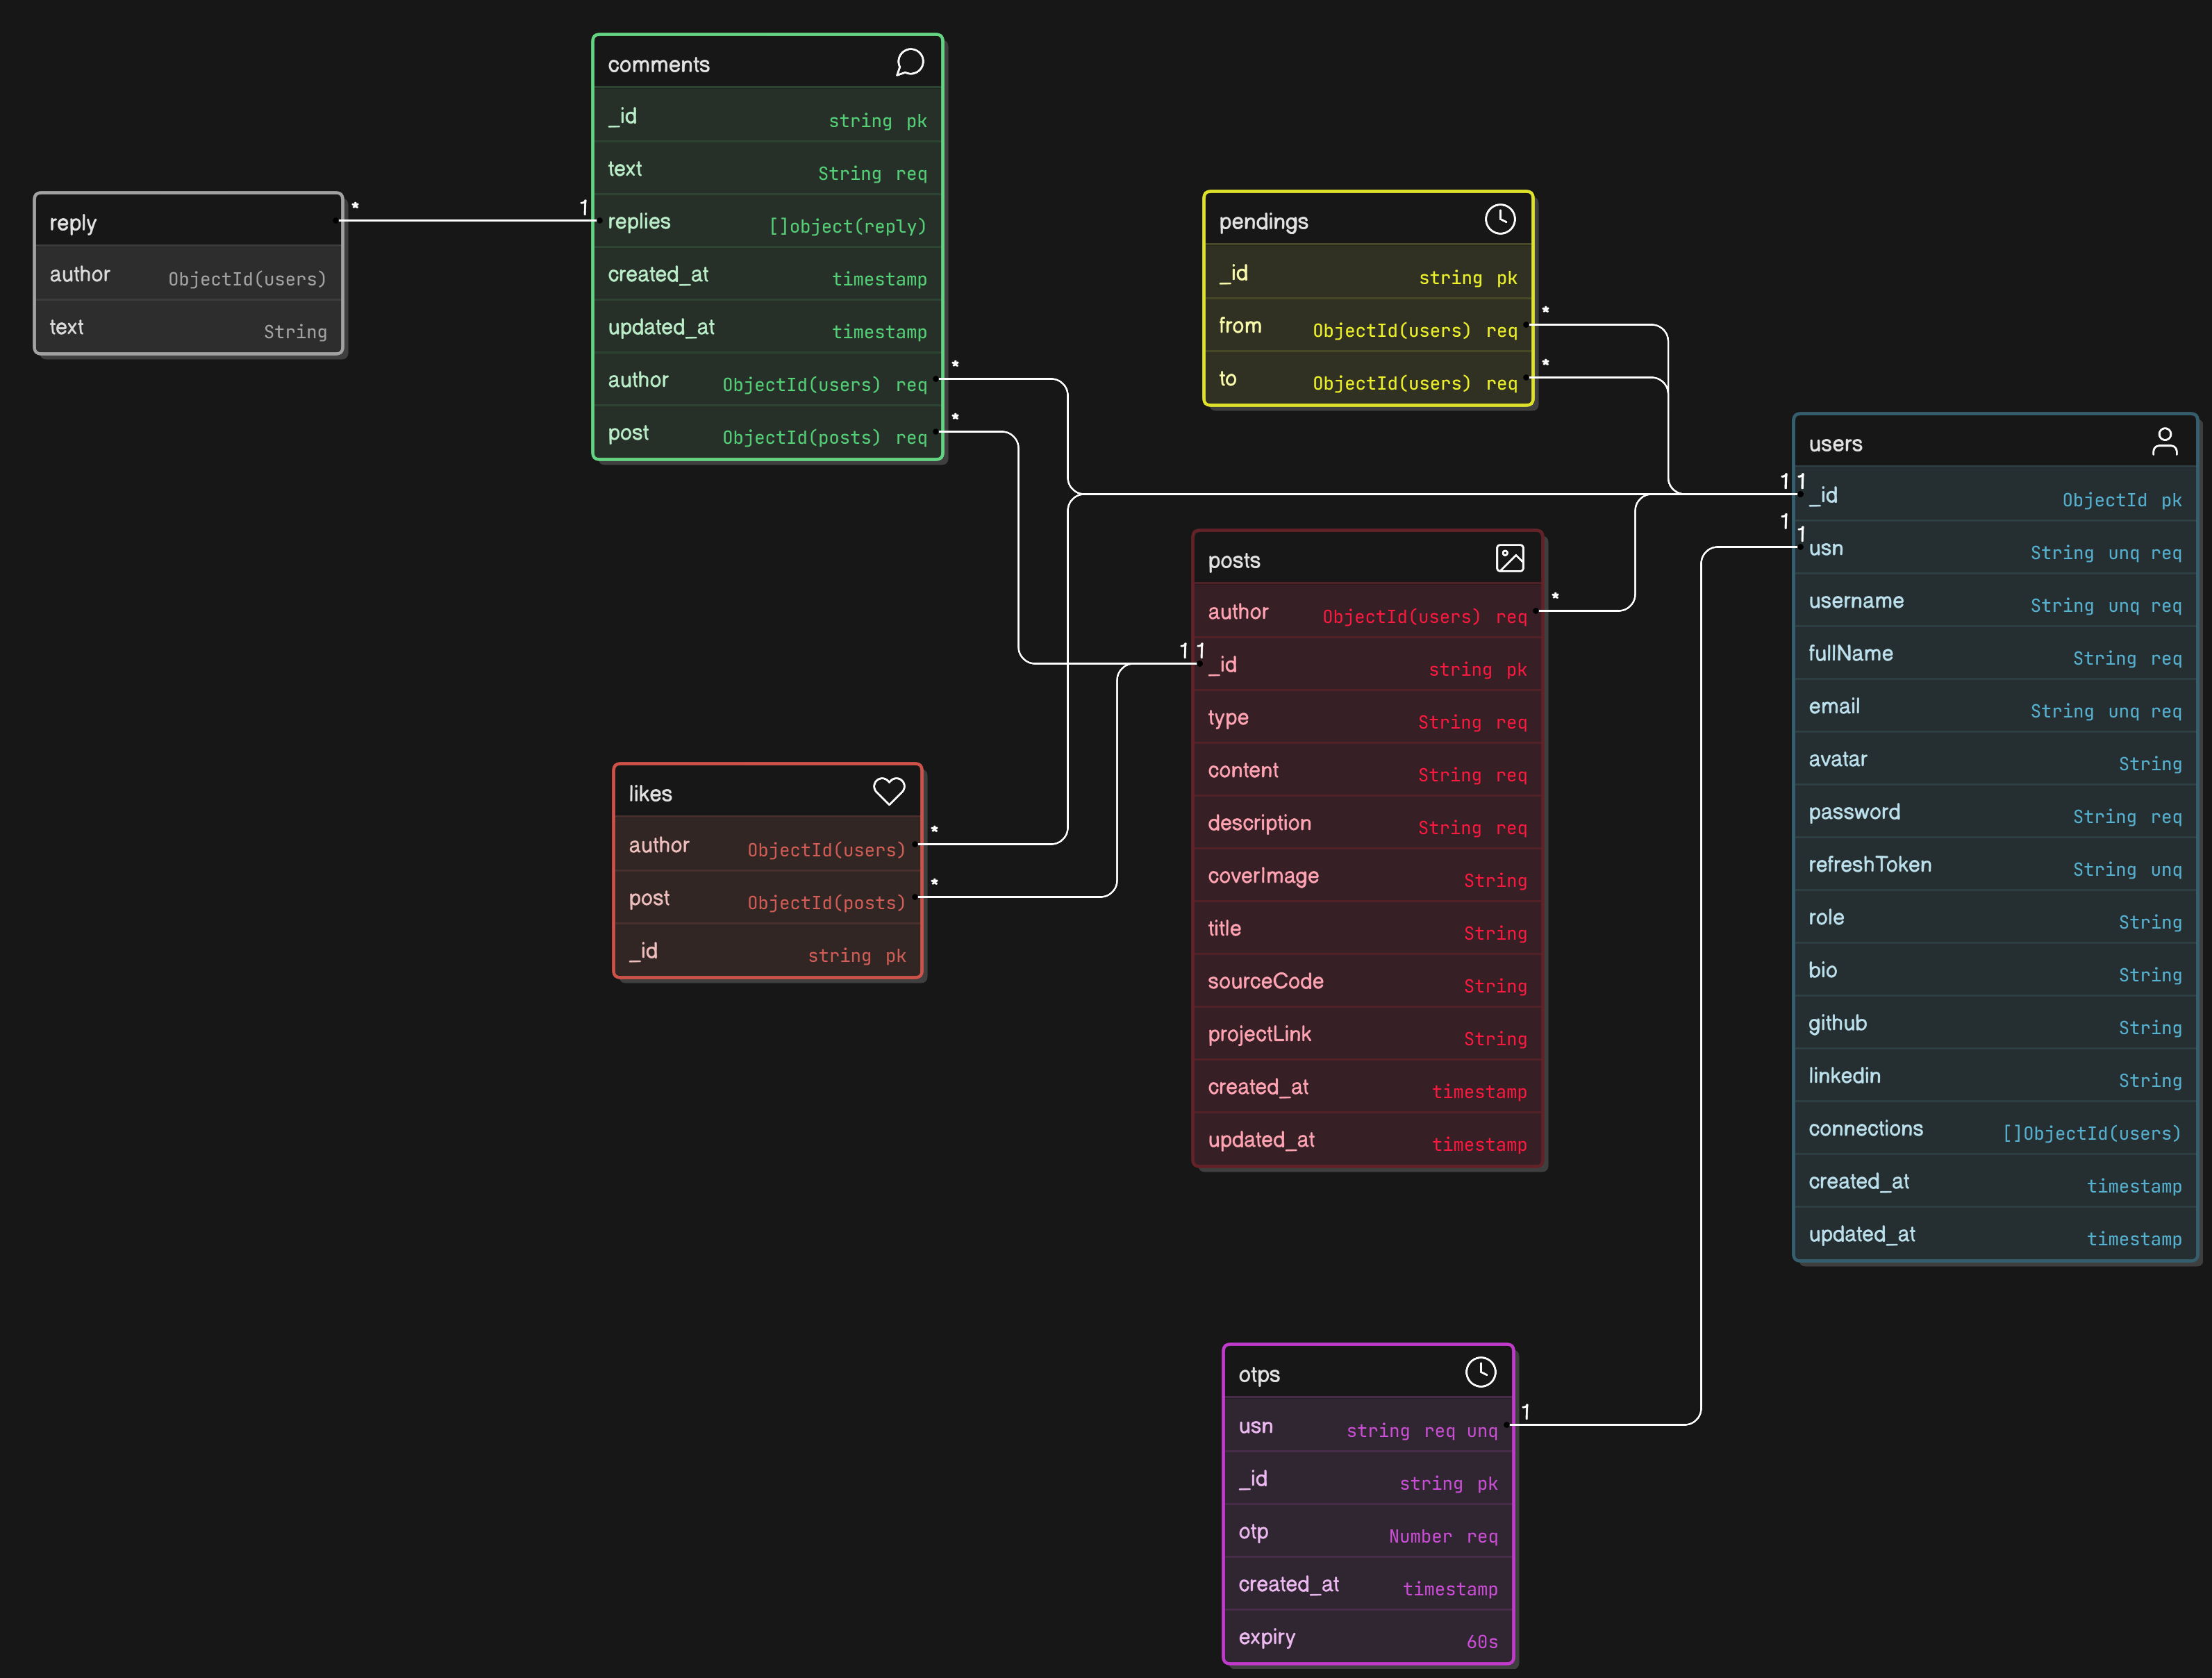 comments
_id string pk
text String req
replies []object(reply)
created_at timestamp
updated_at timestamp
author ObjectId(users) req
post ObjectId(posts) req
*
*
reply
author ObjectId(users)
text String
* 1
pendings
_id string pk
from ObjectId(users) req
to ObjectId(users) req
*
*
users
_id ObjectId pk
usn String unq req
username String unq req
fullName String req
email String unq req
avatar String
password String req
refreshToken String unq
role String
bio String
github String
linkedin String
connections []ObjectId(users)
created_at timestamp
updated_at timestamp
1 1
1 1
posts
author ObjectId(users) req
_id string pk
type String req
content String req
description String req
coverImage String
title String
sourceCode String
projectLink String
created_at timestamp
updated_at timestamp
*
1 1
likes
author ObjectId(users)
post ObjectId(posts)
_id string pk
*
*
otps
usn string req unq
_id string pk
otp Number req
created_at timestamp
expiry 60s
1